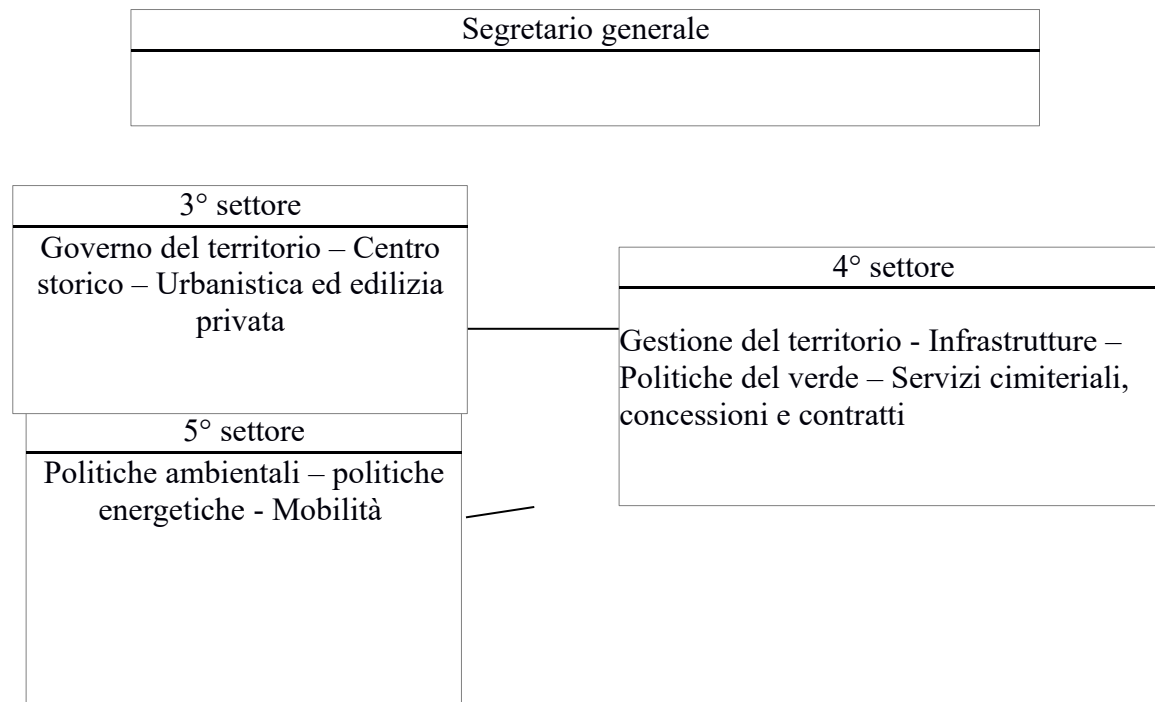 Segretario generale
3° settore
Governo del territorio – Centro
storico – Urbanistica ed edilizia
privata
4° settore
Gestione del territorio - Infrastrutture –
Politiche del verde – Servizi cimiteriali,
concessioni e contratti
5° settore
Politiche ambientali – politiche
energetiche - Mobilità